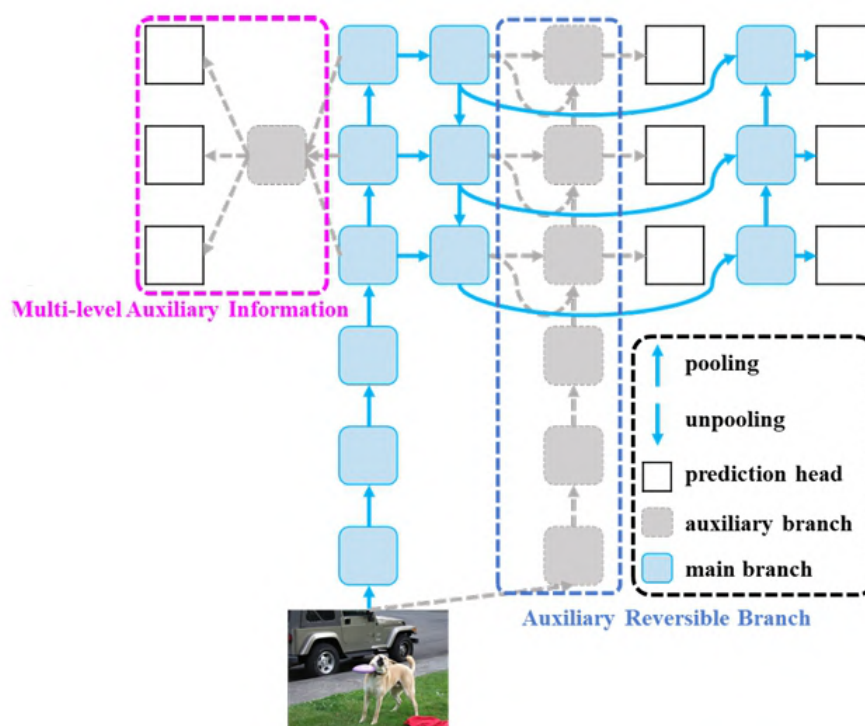 Multi-level Auxiliary Information
pooling
unpooling
prediction head
auxiliary branch
main branch
Auxiliary Reversible Branch